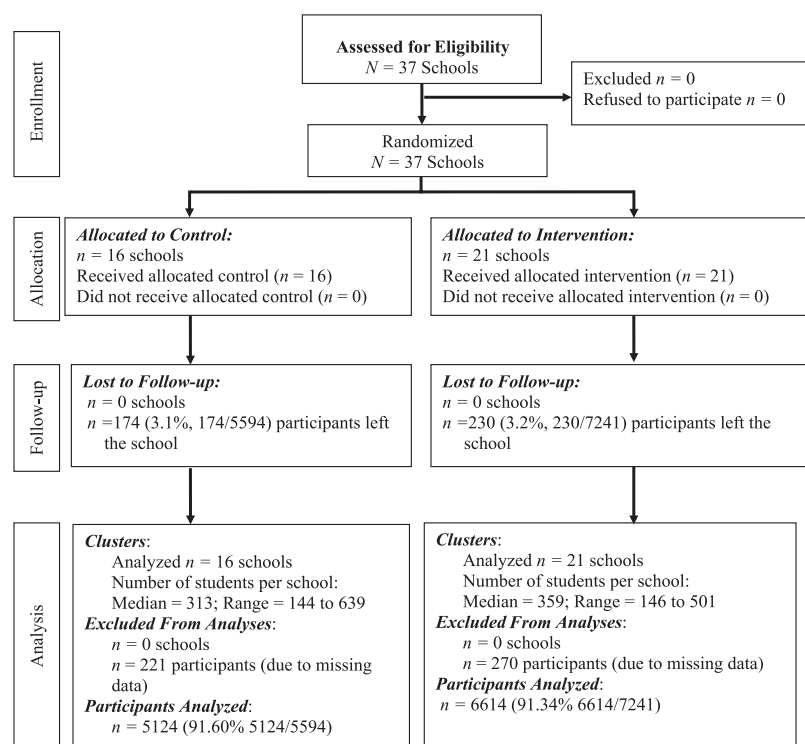 Enrollment
Assessed for Eligibility
N = 37 Schools
Excluded n = 0
Refused to participate n = 0
Randomized
N = 37 Schools
Allocation
Allocated to Control:
n = 16 schools
Received allocated control (n = 16)
Did not receive allocated control (n = 0)
Allocated to Intervention:
n = 21 schools
Received allocated intervention (n = 21)
Did not receive allocated intervention (n = 0)
Follow-up
Lost to Follow-up:
n = 0 schools
n =174 (3.1%, 174/5594) participants left
the school
Lost to Follow-up:
n = 0 schools
n =230 (3.2%, 230/7241) participants left the
school
Analysis
Clusters:
Analyzed n = 16 schools
Number of students per school:
Median = 313; Range = 144 to 639
Excluded From Analyses:
n = 0 schools
n = 221 participants (due to missing
data)
Participants Analyzed:
n = 5124 (91.60% 5124/5594)
Clusters:
Analyzed n = 21 schools
Number of students per school:
Median = 359; Range = 146 to 501
Excluded From Analyses:
n = 0 schools
n = 270 participants (due to missing data)
Participants Analyzed:
n = 6614 (91.34% 6614/7241)